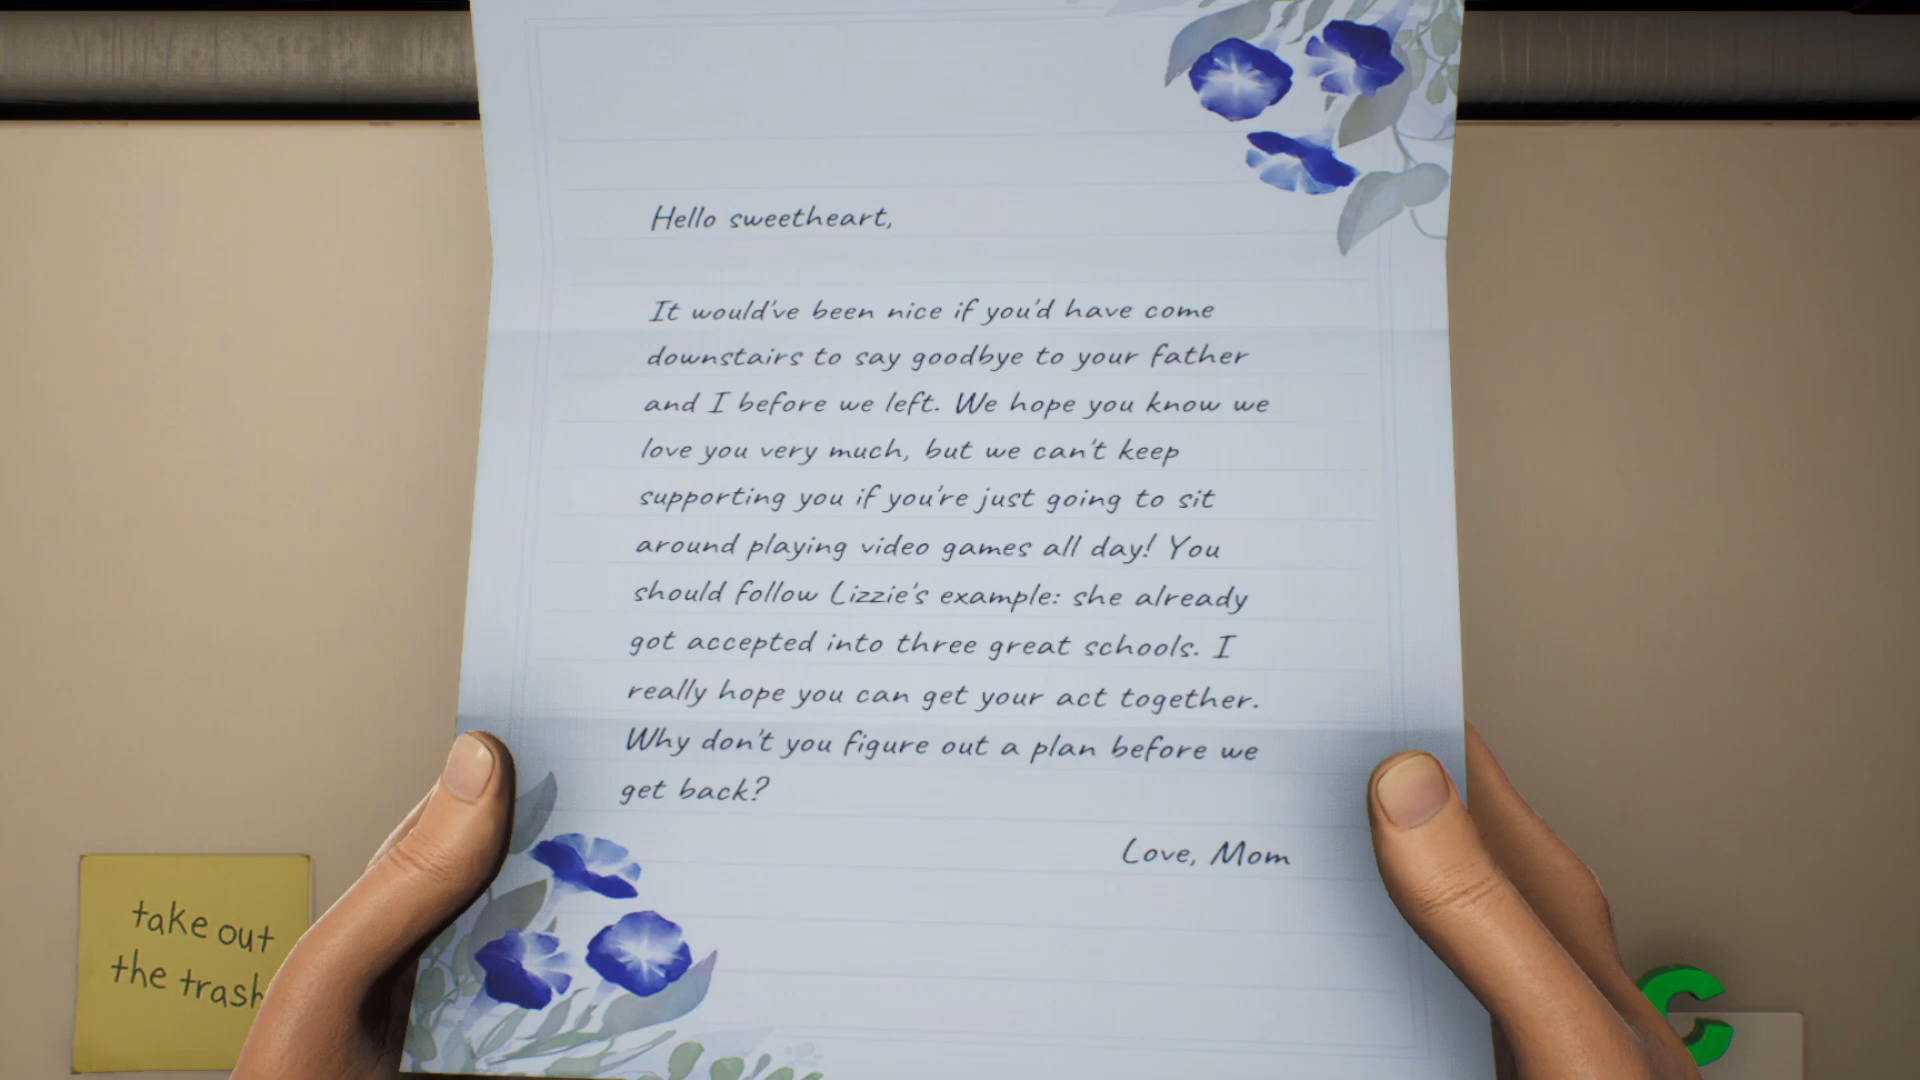 Hello sweetheart,
It would've been nice if you'd have come
downstairs to say goodbye to your father
and I before we left. We hope you know we
love you very much, but we can't keep
supporting you if you're just going to sit
around playing video games all day! You
should follow Lizzie's example: she already
got accepted into three great schools. I
really hope you can get your act together.
Why don't you figure out a plan before we
get back?
Love, Mom
take out
the trash
C